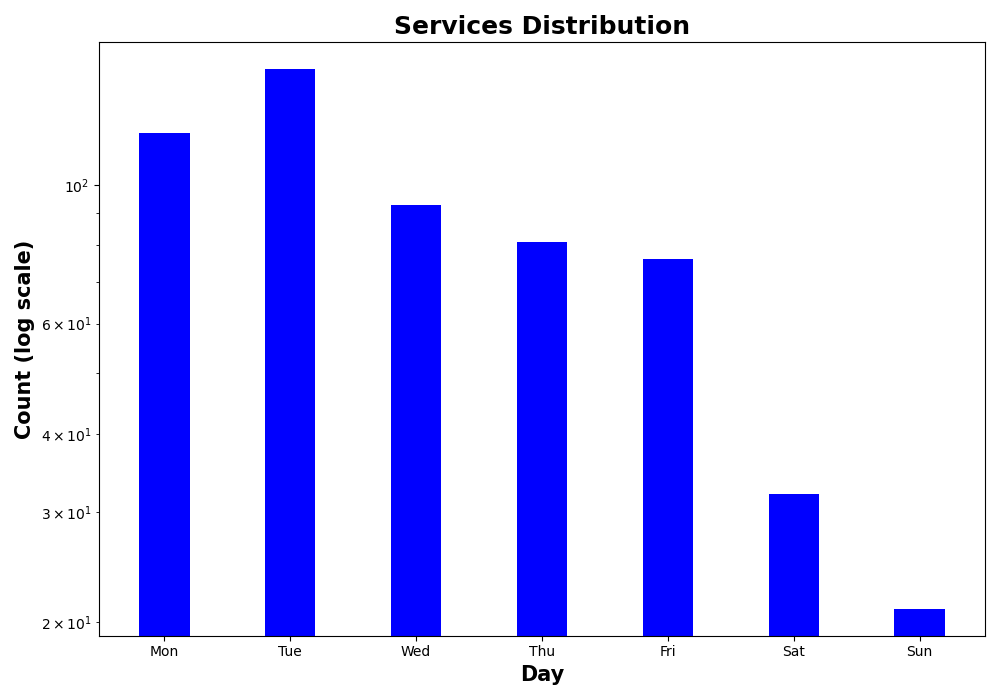 Services Distribution
Count (log scale)
10²
6 × 10¹
4 × 10¹
3 × 10¹
2 × 10¹
Mon Tue Wed Thu Fri Sat Sun
Day